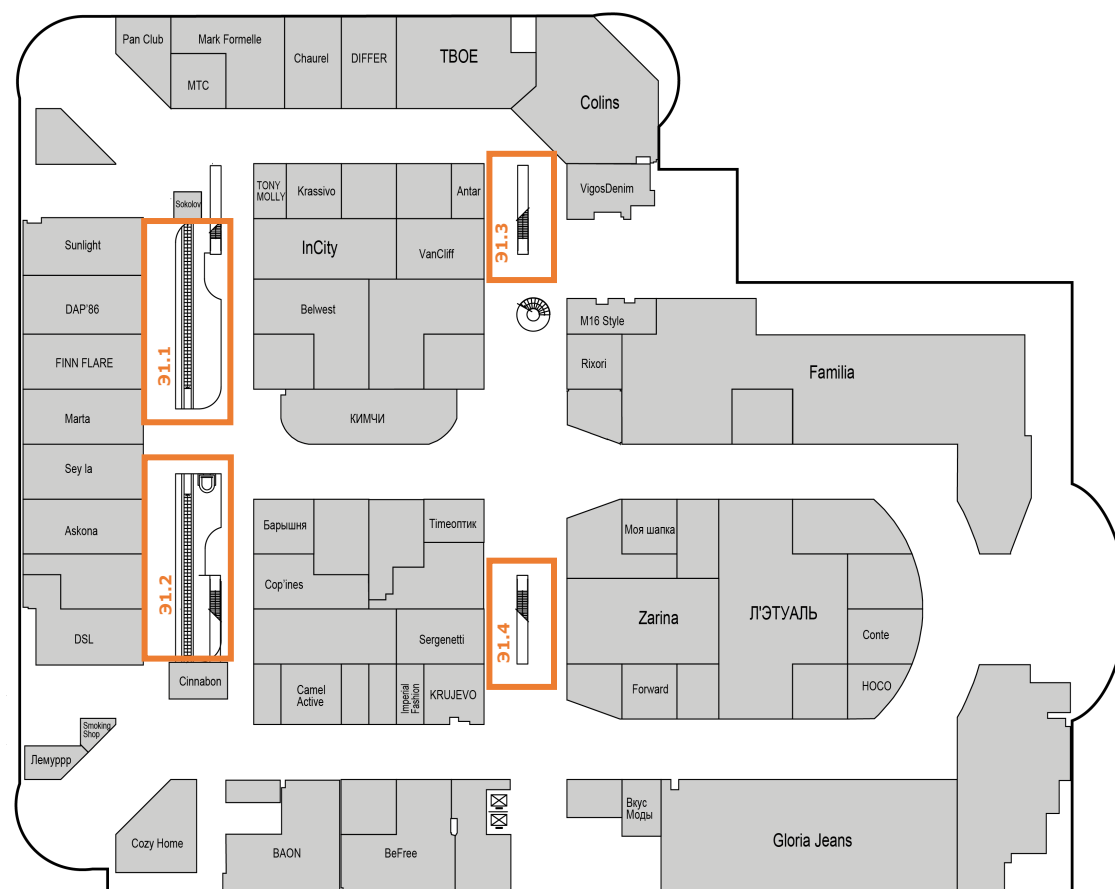 Pan Club
Mark Formelle
MTC
Chaurel
DIFFER
ТВОЕ
Colins
TONY
MOLLY
Krassivo
Antar
VigosDenim
Sokolov
Sunlight
InCity
VanCliff
Э1.3
DAP'86
Belwest
M16 Style
FINN FLARE
Э1.1
Rixori
Familia
Marta
КИМЧИ
Sey la
Askona
Барышня
Timeоптик
Моя шапка
Cop'ines
Э1.2
Zarina
Л'ЭТУАЛЬ
DSL
Sergenetti
Э1.4
Conte
Cinnabon
Camel
Active
Imperial
Fashion
KRUJEVO
Forward
HOCO
Smoking
Shop
Лемуррр
Вкус
Моды
Cozy Home
BAON
BeFree
Gloria Jeans